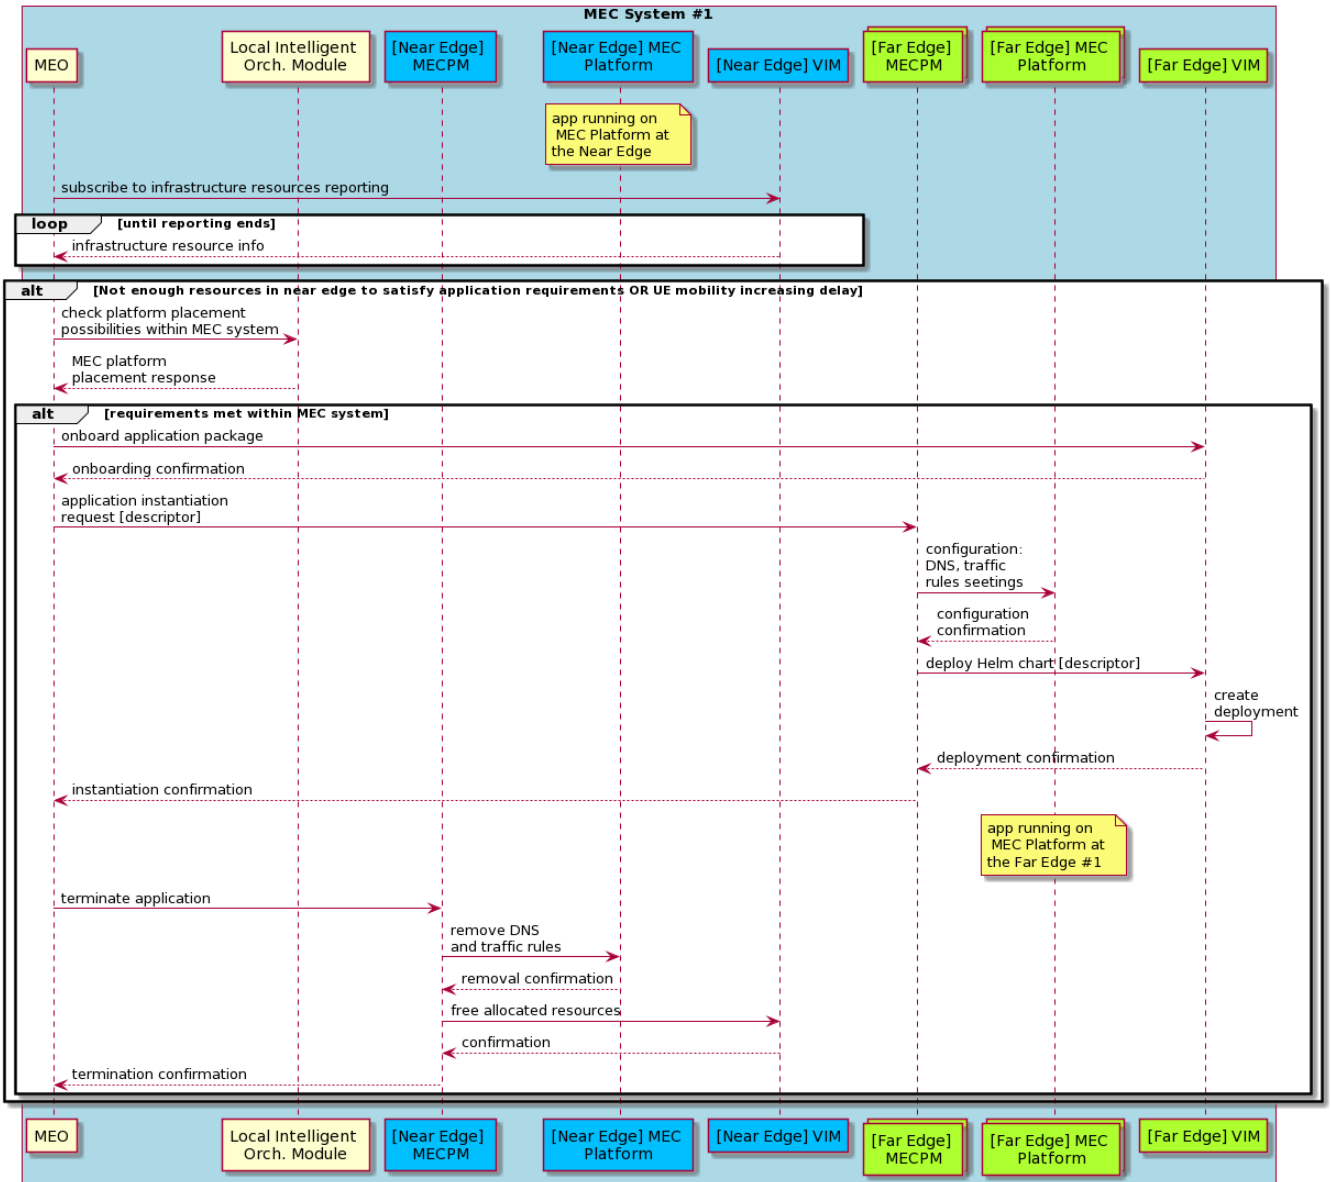 MEC System #1
MEO
Local Intelligent
Orch. Module
[Near Edge]
MECPM
[Near Edge] MEC
Platform
[Near Edge] VIM
[Far Edge]
MECPM
[Far Edge] MEC
Platform
[Far Edge] VIM
app running on
MEC Platform at
the Near Edge
subscribe to infrastructure resources reporting
loop [until reporting ends]
infrastructure resource info
alt [Not enough resources in near edge to satisfy application requirements OR UE mobility increasing delay]
check platform placement
possibilities within MEC system
MEC platform
placement response
alt [requirements met within MEC system]
onboard application package
onboarding confirmation
application instantiation
request [descriptor]
configuration:
DNS, traffic
rules seetings
configuration
confirmation
deploy Helm chart [descriptor]
create
deployment
deployment confirmation
instantiation confirmation
app running on
MEC Platform at
the Far Edge #1
terminate application
remove DNS
and traffic rules
removal confirmation
free allocated resources
confirmation
termination confirmation
MEO
Local Intelligent
Orch. Module
[Near Edge]
MECPM
[Near Edge] MEC
Platform
[Near Edge] VIM
[Far Edge]
MECPM
[Far Edge] MEC
Platform
[Far Edge] VIM